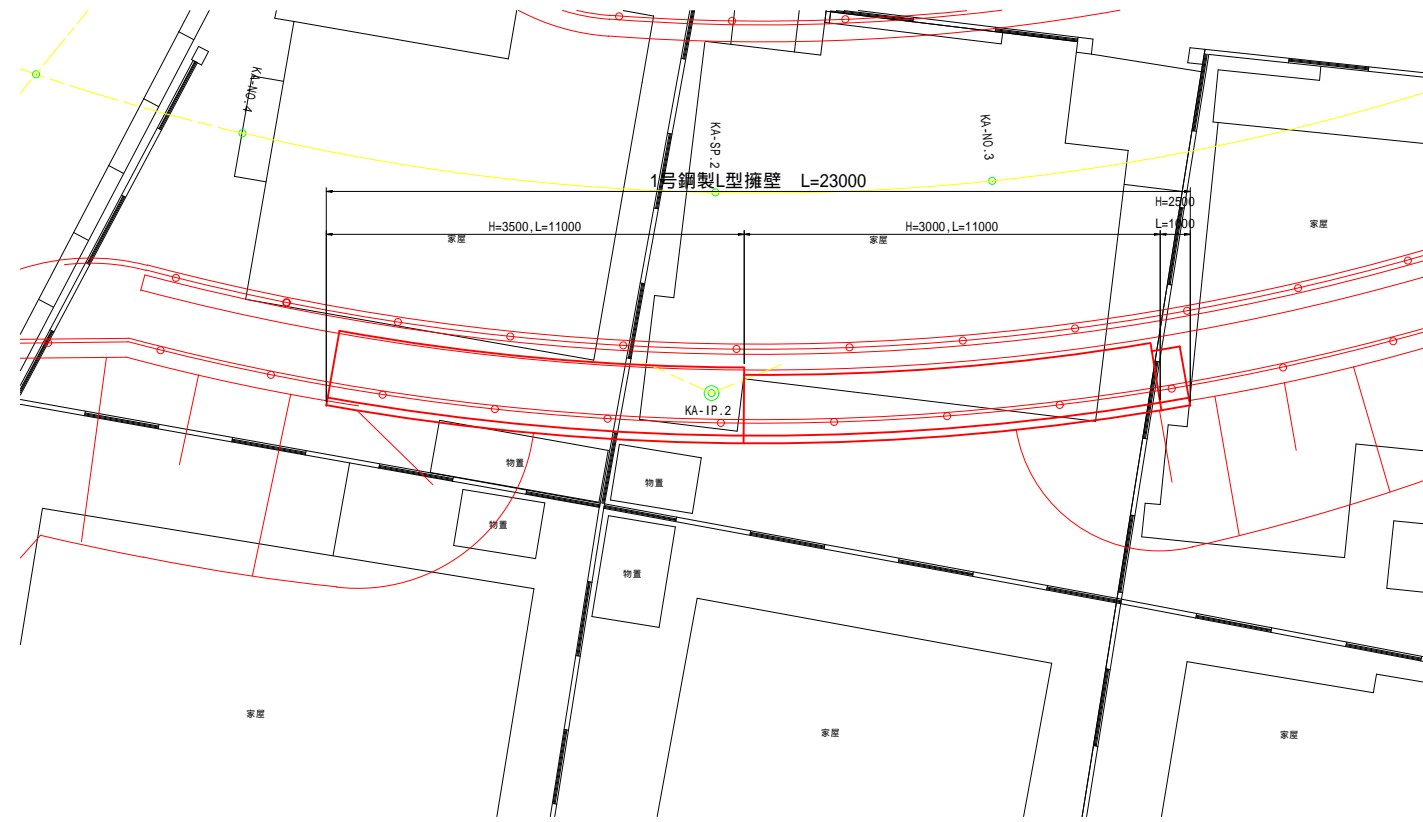 KA-NO.4
KA-SP.2
KA-NO.3
1号鋼製L型擁壁 L=23000
H=2500
L=1000
H=3500,L=11000
H=3000,L=11000
家屋
家屋
家屋
KA-IP.2
物置
物置
物置
物置
家屋
家屋
家屋